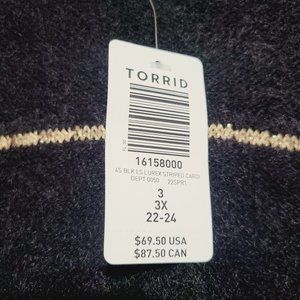 TORRID
16158000
4S BLK LS LUREX STRIPED CARDI
DEPT 0050 22SPR1
3
3X
22-24
$69.50 USA
$87.50 CAN